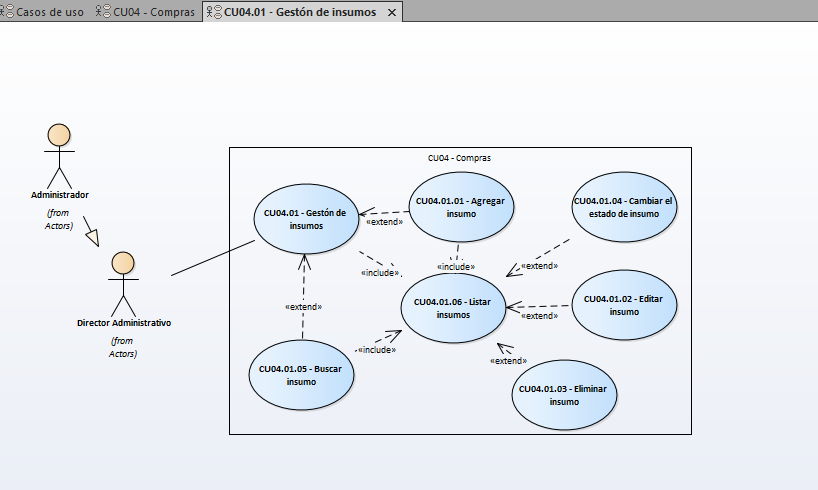 Casos de uso
CU04 - Compras
CU04.01 - Gestón de insumos
CU04 - Compras
Administrador
(from
Actors)
Director Administrativo
(from
Actors)
CU04.01 - Gestón de
insumos
CU04.01.01 - Agregar
insumo
CU04.01.04 - Cambiar el
estado de insumo
«extend»
«include»
«include»
«extend»
CU04.01.06 - Listar
insumos
CU04.01.02 - Editar
insumo
«extend»
«extend»
«include»
«extend»
CU04.01.05 - Buscar
insumo
CU04.01.03 - Eliminar
insumo